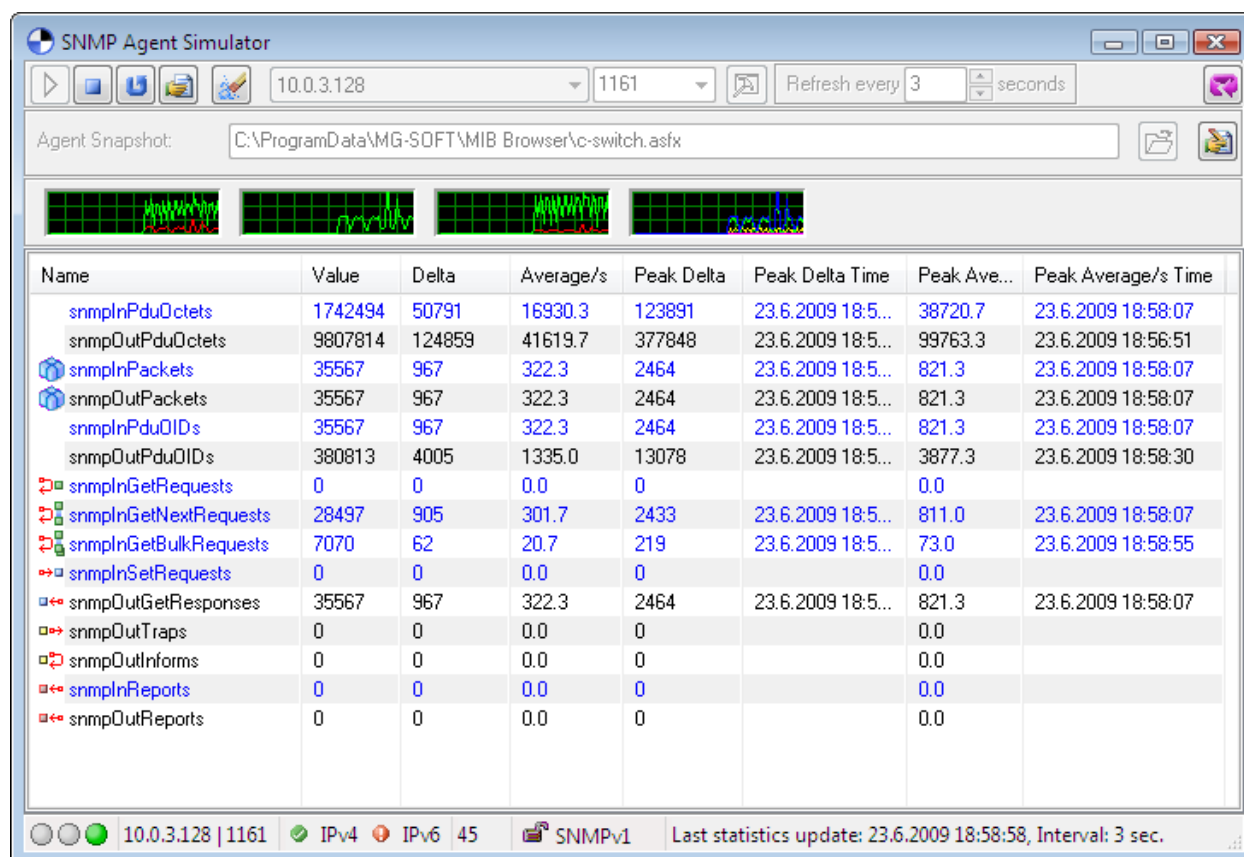 SNMP Agent Simulator
10.0.3.128 1161 Refresh every 3 seconds
Agent Snapshot: C:\ProgramData\MG-SOFT\MIB Browser\c-switch.asfx
Name Value Delta Average/s Peak Delta Peak Delta Time Peak Ave... Peak Average/s Time
snmpInPduOctets 1742494 50791 16930.3 123891 23.6.2009 18:5... 38720.7 23.6.2009 18:58:07
snmpOutPduOctets 9807814 124859 41619.7 377848 23.6.2009 18:5... 99763.3 23.6.2009 18:56:51
snmpInPackets 35567 967 322.3 2464 23.6.2009 18:5... 821.3 23.6.2009 18:58:07
snmpOutPackets 35567 967 322.3 2464 23.6.2009 18:5... 821.3 23.6.2009 18:58:07
snmpInPduOIDs 35567 967 322.3 2464 23.6.2009 18:5... 821.3 23.6.2009 18:58:07
snmpOutPduOIDs 380813 4005 1335.0 13078 23.6.2009 18:5... 3877.3 23.6.2009 18:58:30
snmpInGetRequests 0 0 0.0 0 0.0
snmpInGetNextRequests 28497 905 301.7 2433 23.6.2009 18:5... 811.0 23.6.2009 18:58:07
snmpInGetBulkRequests 7070 62 20.7 219 23.6.2009 18:5... 73.0 23.6.2009 18:58:55
snmpInSetRequests 0 0 0.0 0 0.0
snmpOutGetResponses 35567 967 322.3 2464 23.6.2009 18:5... 821.3 23.6.2009 18:58:07
snmpOutTraps 0 0 0.0 0 0.0
snmpOutInforms 0 0 0.0 0 0.0
snmpInReports 0 0 0.0 0 0.0
snmpOutReports 0 0 0.0 0 0.0
10.0.3.128 | 1161 IPv4 IPv6 45 SNMPv1 Last statistics update: 23.6.2009 18:58:58, Interval: 3 sec.